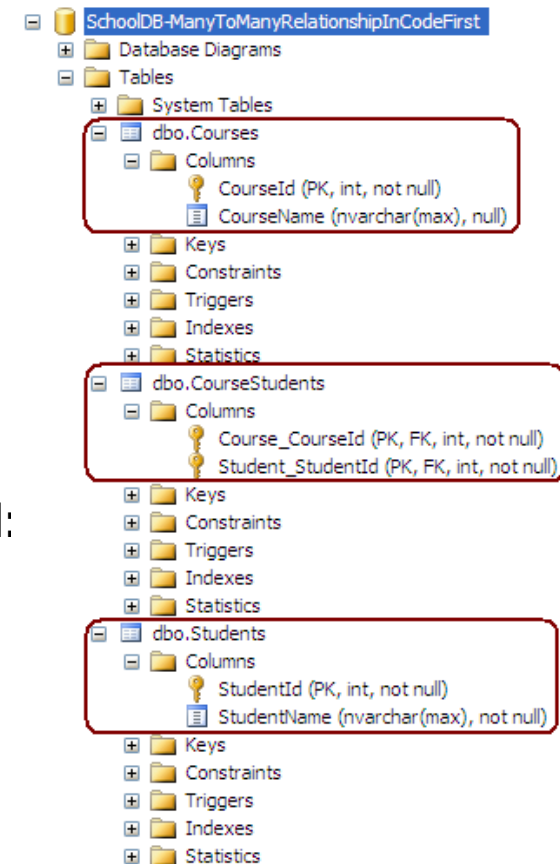 SchoolDB-ManyToManyRelationshipInCodeFirst
Database Diagrams
Tables
System Tables
dbo.Courses
Columns
CourseId (PK, int, not null)
CourseName (nvarchar(max), null)
Keys
Constraints
Triggers
Indexes
Statistics
dbo.CourseStudents
Columns
Course_CourseId (PK, FK, int, not null)
Student_StudentId (PK, FK, int, not null)
Keys
Constraints
Triggers
Indexes
Statistics
dbo.Students
Columns
StudentId (PK, int, not null)
StudentName (nvarchar(max), not null)
Keys
Constraints
Triggers
Indexes
Statistics